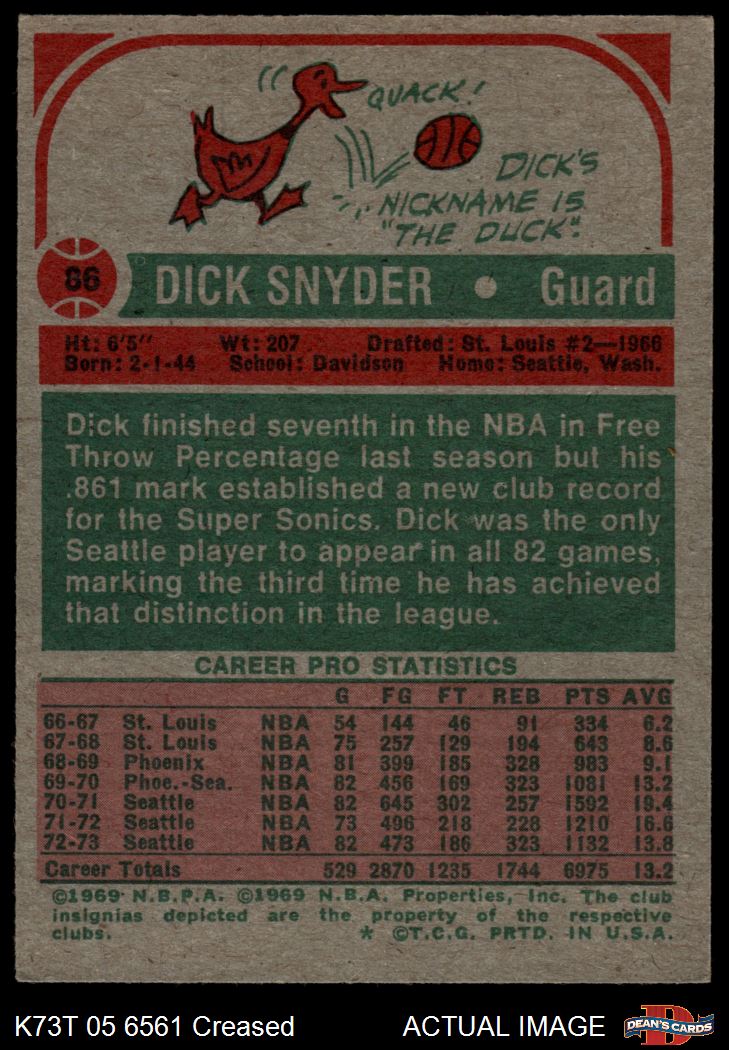 QUACK!
DICK'S
NICKNAME IS
"THE DUCK".
86
DICK SNYDER • Guard
Ht: 6'5" Wt: 207 Drafted: St. Louis #2—1966
Born: 2-1-44 School: Davidson Home: Seattle, Wash.
Dick finished seventh in the NBA in Free
Throw Percentage last season but his
.861 mark established a new club record
for the Super Sonics. Dick was the only
Seattle player to appear in all 82 games,
marking the third time he has achieved
that distinction in the league.
CAREER PRO STATISTICS
G FG FT REB PTS AVG
66-67 St. Louis NBA 54 144 46 91 334 6.2
67-68 St. Louis NBA 75 257 129 194 643 8.6
68-69 Phoenix NBA 81 399 185 328 983 9.1
69-70 Phoe.-Sea. NBA 82 456 169 323 1081 13.2
70-71 Seattle NBA 82 645 302 257 1592 19.4
71-72 Seattle NBA 73 496 218 228 1210 16.6
72-73 Seattle NBA 82 473 186 323 1132 13.8
Career Totals 529 2870 1235 1744 6975 13.2
©1969 N.B.P.A. ©1969 N.B.A. Properties, Inc. The club
insignias depicted are the property of the respective
clubs. * ©T.C.G. PRTD. IN U.S.A.
K73T 05 6561 Creased ACTUAL IMAGE
D
DEAN'S CARDS